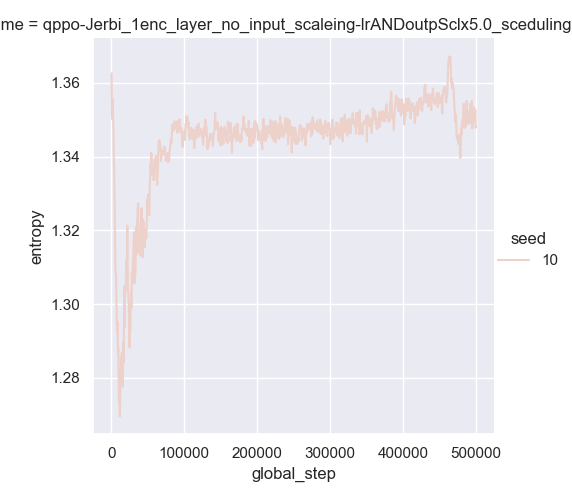 me = qppo-Jerbi_1enc_layer_no_input_scaleing-lrANDoutpSclx5.0_sceduling
1.36
1.34
1.32
1.30
1.28
entropy
0 100000 200000 300000 400000 500000
global_step
seed
10